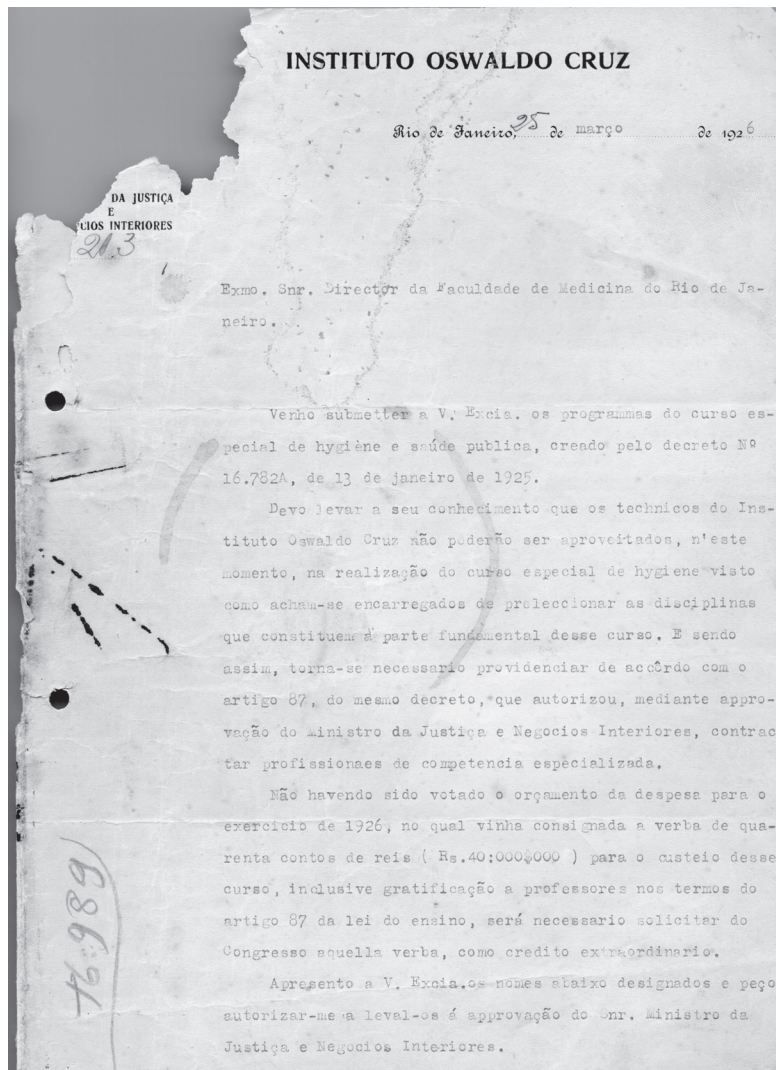 INSTITUTO OSWALDO CRUZ
Rio de Janeiro, 25 de março de 1926
DA JUSTIÇA
E
CIOS INTERIORES
21.3
Exmo. Snr. Director da Faculdade de Medicina do Rio de Ja-
neiro.
Venho submetter a V. Excia. os programmas do curso es-
pecial de hygiene e saúde publica, creado pelo decreto Nº
16.782A, de 13 de janeiro de 1925.
Devo levar a seu conhecimento que os technicos do Ins-
tituto Oswaldo Cruz não poderão ser aproveitados, n'este
momento, na realização do curso especial de hygiene visto
como acham-se encarregados de preleccionar as disciplinas
que constituem a parte fundamental desse curso. E sendo
assim, torna-se necessario providenciar de accôrdo com o
artigo 87, do mesmo decreto, que autorizou, mediante appro-
vação do Ministro da Justiça e Negocios Interiores, contrac
tar profissionaes de competencia especializada.
Não havendo sido votado o orçamento da despesa para o
exercicio de 1926, no qual vinha consignada a verba de qua-
renta contos de reis ( Rs.40:000$000 ) para o custeio desse
curso, inclusive gratificação a professores nos termos do
artigo 87 da lei do ensino, será necessario solicitar do
Congresso aquella verba, como credito extraordinario.
Apresento a V. Excia.os nomes abaixo designados e peço
autorizar-me a leval-os á approvação do Snr. Ministro da
Justiça e Negocios Interiores.